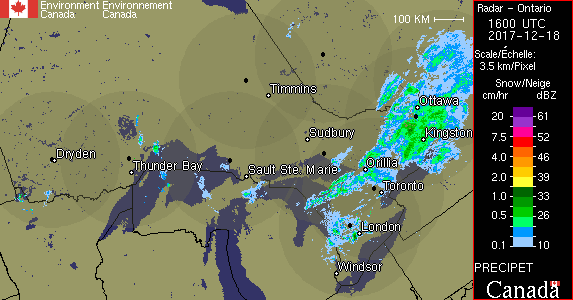 Environment Environnement
Canada Canada
100 KM
Timmins
Ottawa
Sudbury
Kingston
Dryden
Thunder Bay
Sault Ste. Marie
Orillia
Toronto
London
Windsor
Radar - Ontario
1600 UTC
2017-12-18
Scale/Échelle:
3.5 km/Pixel
Snow/Neige
cm/hr dBZ
20 61
7.5 52
4.0 46
2.0 39
1.0 33
0.5 26
0.1 10
PRECIPET
Canada